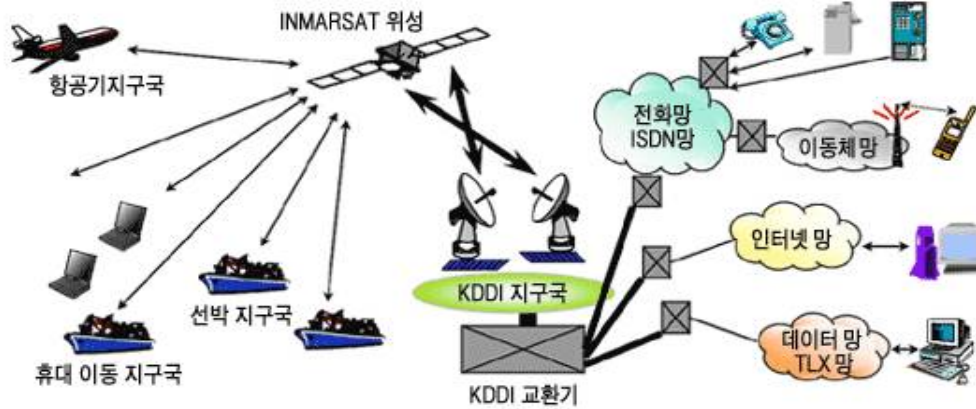 INMARSAT 위성
항공기지구국
전화망
ISDN망
이동체 망
인터넷 망
KDDI 지구국
선박 지구국
데이터 망
TLX 망
휴대 이동 지구국
KDDI 교환기